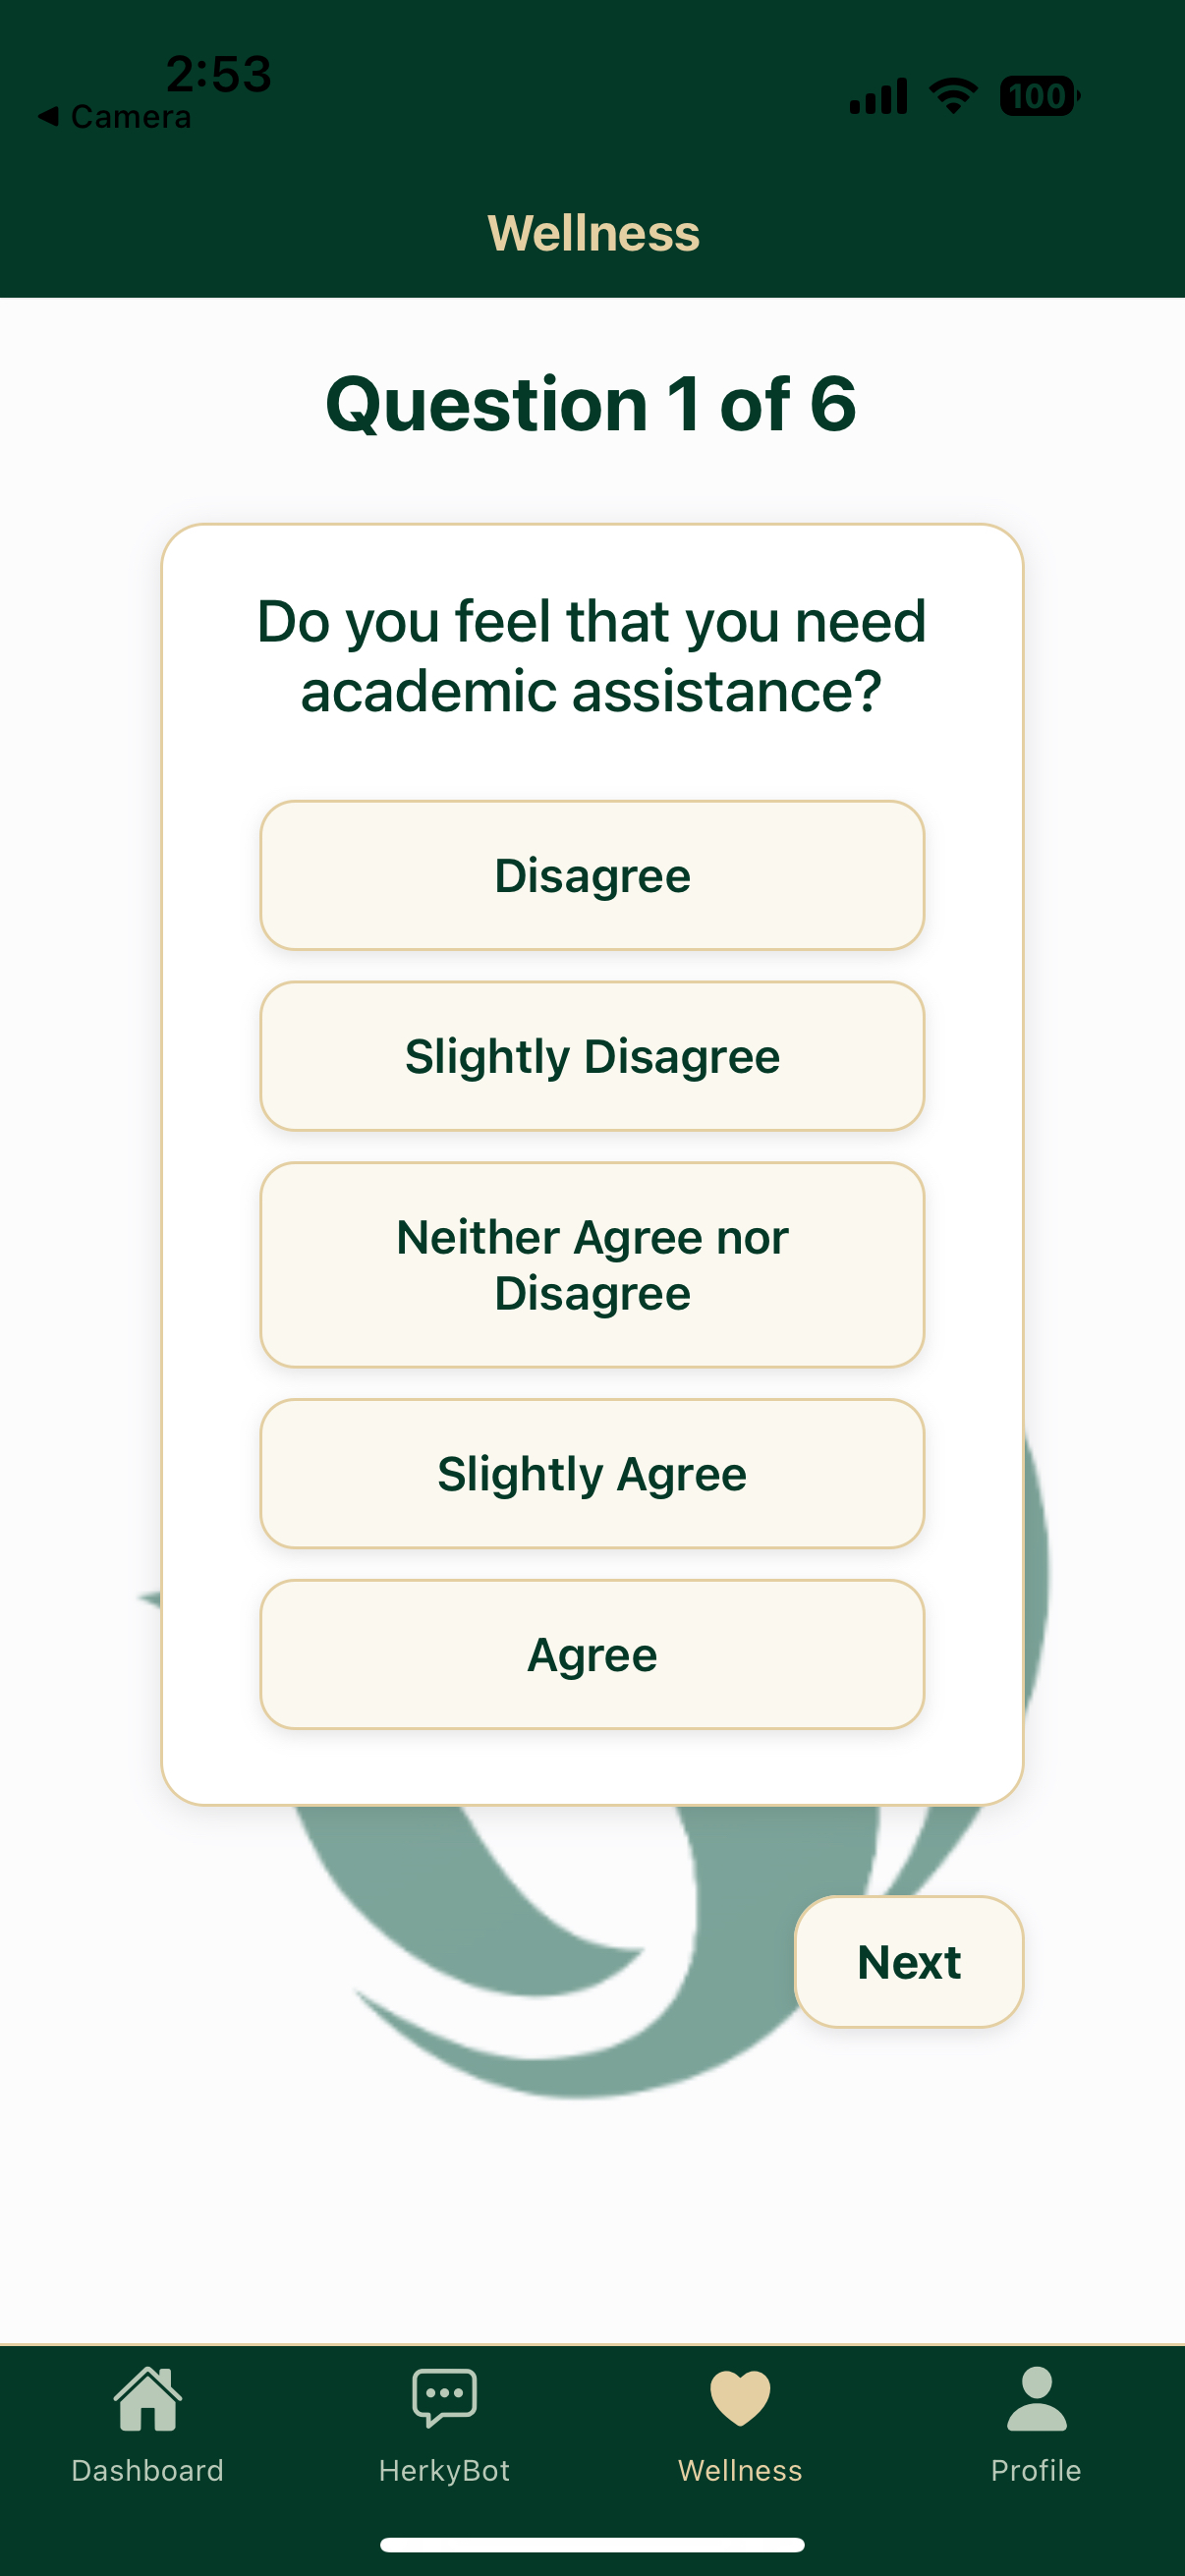 2:53
Camera
100
Wellness
Question 1 of 6
Do you feel that you need
academic assistance?
Disagree
Slightly Disagree
Neither Agree nor
Disagree
Slightly Agree
Agree
Next
Dashboard
HerkyBot
Wellness
Profile